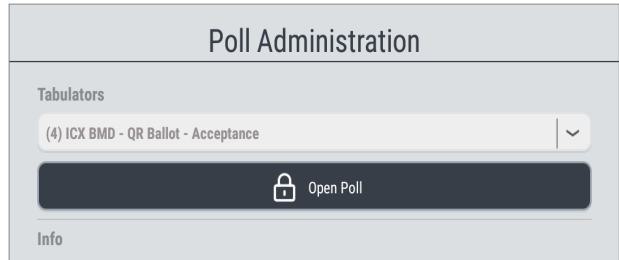 Poll Administration
Tabulators
(4) ICX BMD - QR Ballot - Acceptance
Open Poll
Info